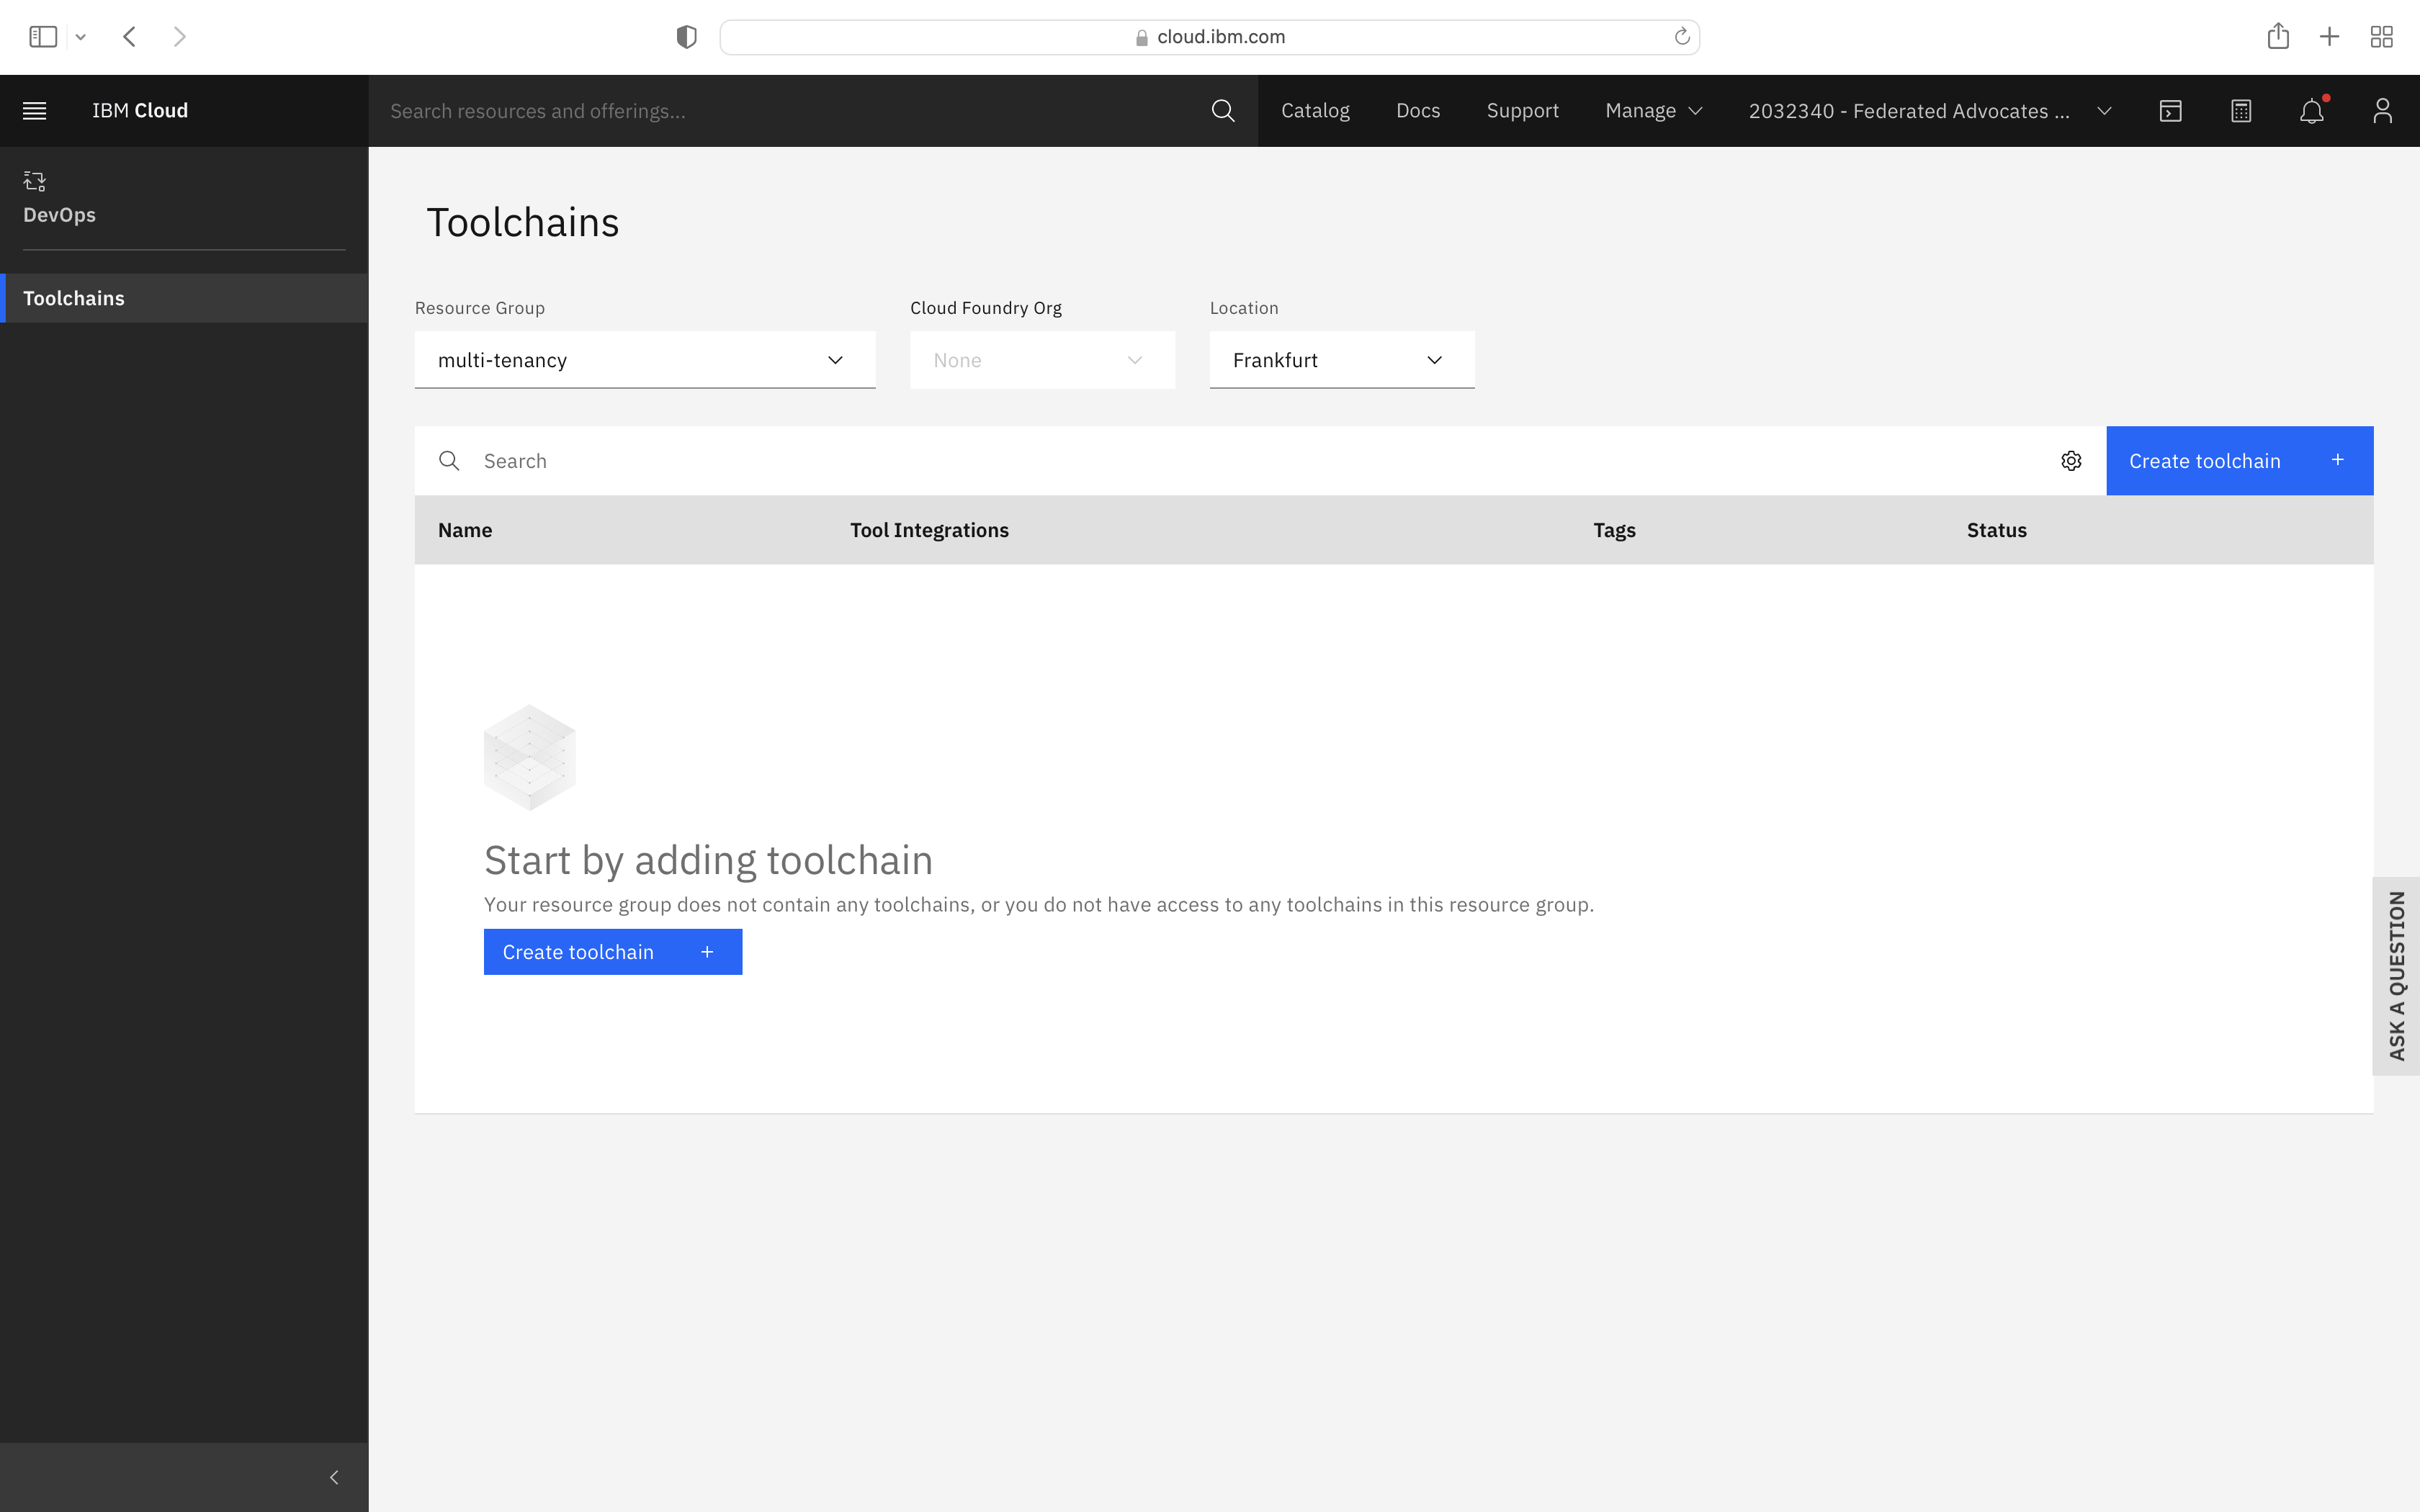 cloud.ibm.com
IBM Cloud
Search resources and offerings...
Catalog
Docs
Support
Manage
2032340 - Federated Advocates ...
DevOps
Toolchains
Toolchains
Resource Group
Cloud Foundry Org
Location
multi-tenancy
None
Frankfurt
Search
Create toolchain
Name
Tool Integrations
Tags
Status
Start by adding toolchain
Your resource group does not contain any toolchains, or you do not have access to any toolchains in this resource group.
Create toolchain
ASK A QUESTION